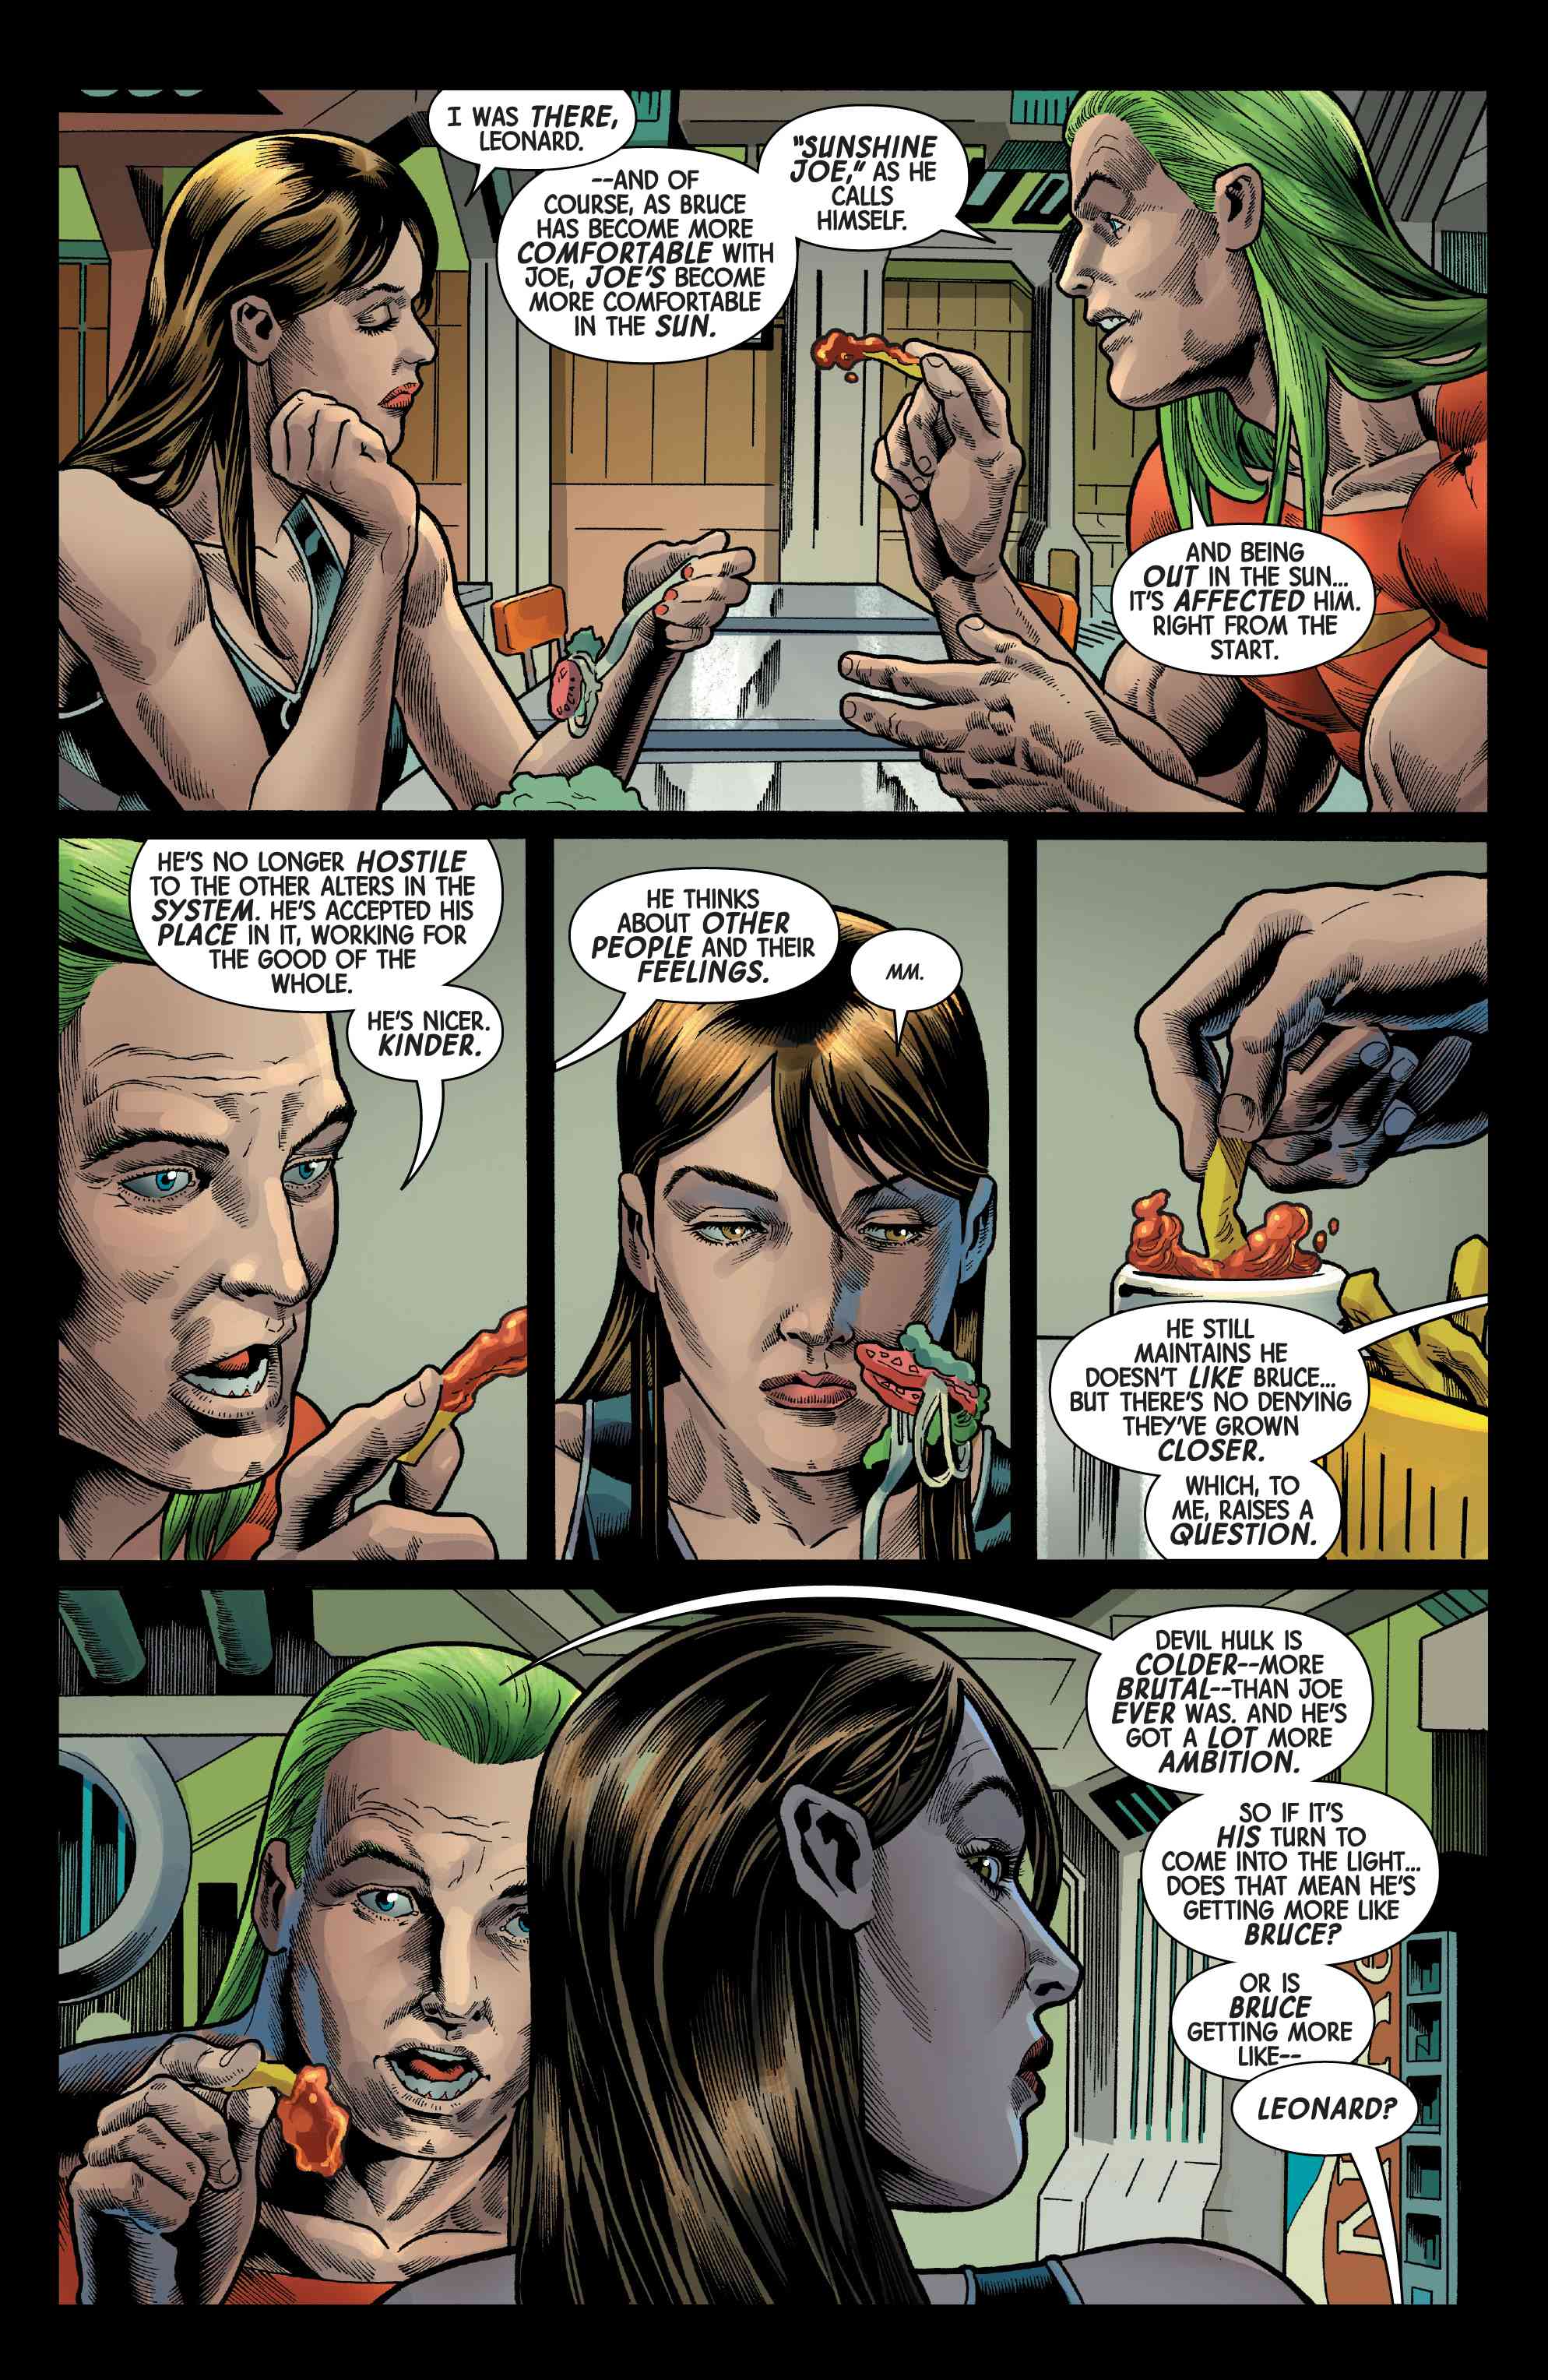 I WAS THERE,
LEONARD.
--AND OF
COURSE, AS BRUCE
HAS BECOME MORE
COMFORTABLE WITH
JOE, JOE'S BECOME
MORE COMFORTABLE
IN THE SUN.
"SUNSHINE
JOE," AS HE
CALLS
HIMSELF.
AND BEING
OUT IN THE SUN...
IT'S AFFECTED HIM.
RIGHT FROM THE
START.
HE'S NO LONGER HOSTILE
TO THE OTHER ALTERS IN THE
SYSTEM. HE'S ACCEPTED HIS
PLACE IN IT, WORKING FOR
THE GOOD OF THE
WHOLE.
HE'S NICER.
KINDER.
HE THINKS
ABOUT OTHER
PEOPLE AND THEIR
FEELINGS.
MM.
HE STILL
MAINTAINS HE
DOESN'T LIKE BRUCE...
BUT THERE'S NO DENYING
THEY'VE GROWN
CLOSER.
WHICH, TO
ME, RAISES A
QUESTION.
DEVIL HULK IS
COLDER--MORE
BRUTAL--THAN JOE
EVER WAS. AND HE'S
GOT A LOT MORE
AMBITION.
SO IF IT'S
HIS TURN TO
COME INTO THE LIGHT...
DOES THAT MEAN HE'S
GETTING MORE LIKE
BRUCE?
OR IS
BRUCE
GETTING MORE
LIKE--
LEONARD?